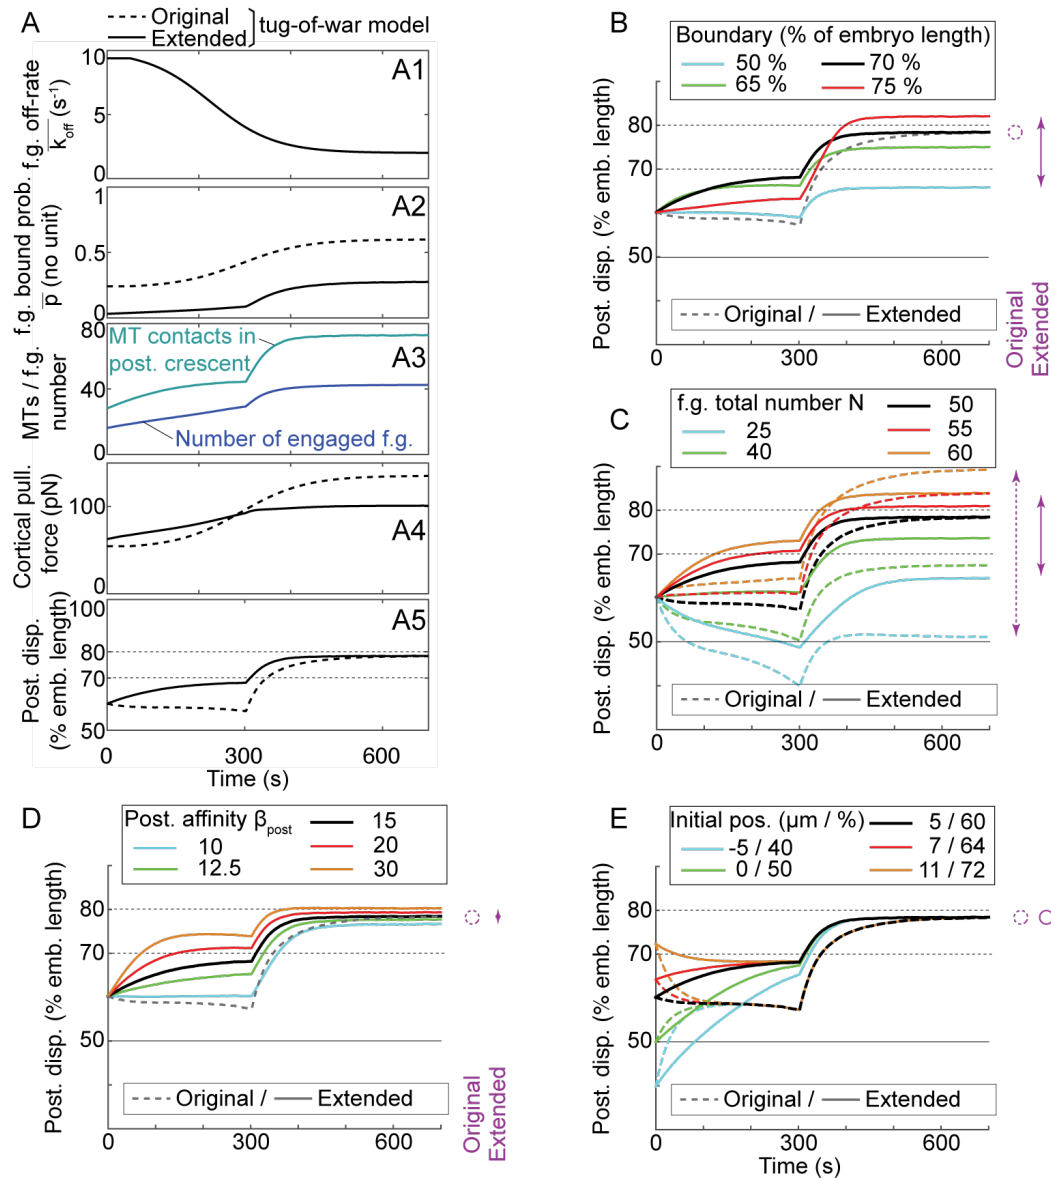 A
Original
Extended
tug-of-war model
A1
f.g. off-rate
k_off (s⁻¹)
10
5
0
A2
f.g. bound prob.
p (no unit)
1
0.5
0
A3
MTs / f.g.
number
80
40
0
MT contacts in
post. crescent
Number of engaged f.g.
A4
Cortical pull.
force (pN)
100
0
A5
Post. disp.
(% emb. length)
100
80
70
50
0 300 600
Time (s)
B
Boundary (% of embryo length)
50 % 70 %
65 % 75 %
Post. disp. (% emb. length)
80
70
50
Original / Extended
0 300 600
Original
Extended
C
f.g. total number N 50
25 55
40 60
Post. disp. (% emb. length)
80
70
50
Original / Extended
0 300 600
D
Post. affinity β_post 15
10 20
12.5 30
Post. disp. (% emb. length)
80
70
50
Original / Extended
0 300 600
Original
Extended
E
Initial pos. (μm / %) 5 / 60
-5 / 40 7 / 64
0 / 50 11 / 72
Post. disp. (% emb. length)
80
70
50
Original / Extended
0 300 600
Time (s)